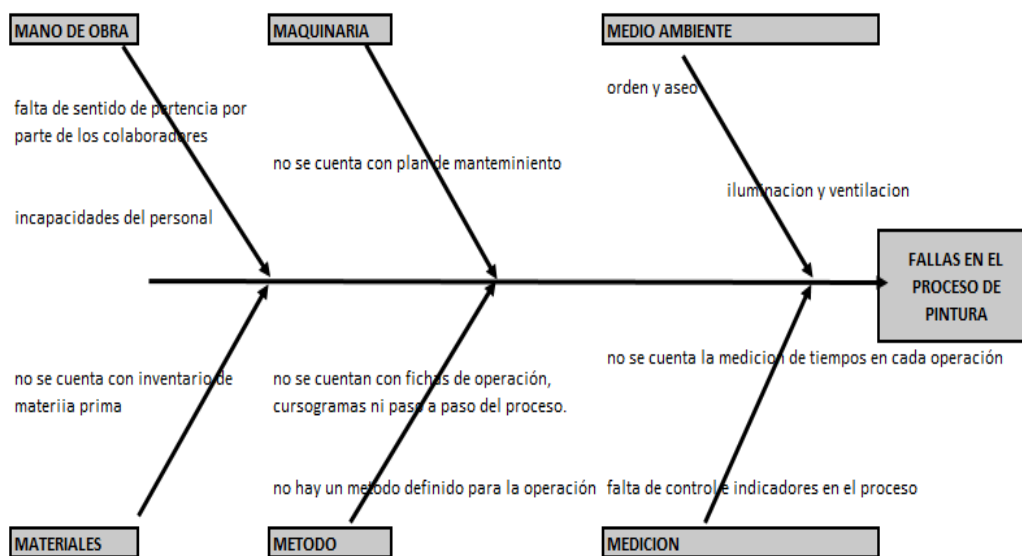 MANO DE OBRA
MAQUINARIA
MEDIO AMBIENTE
falta de sentido de pertencia por
parte de los colaboradores
incapacidades del personal
no se cuenta con plan de manteminiento
orden y aseo
iluminacion y ventilacion
FALLAS EN EL
PROCESO DE
PINTURA
no se cuenta con inventario de
materiia prima
no se cuentan con fichas de operación,
cursogramas ni paso a paso del proceso.
no hay un metodo definido para la operación
no se cuenta la medicion de tiempos en cada operación
falta de control e indicadores en el proceso
MATERIALES
METODO
MEDICION